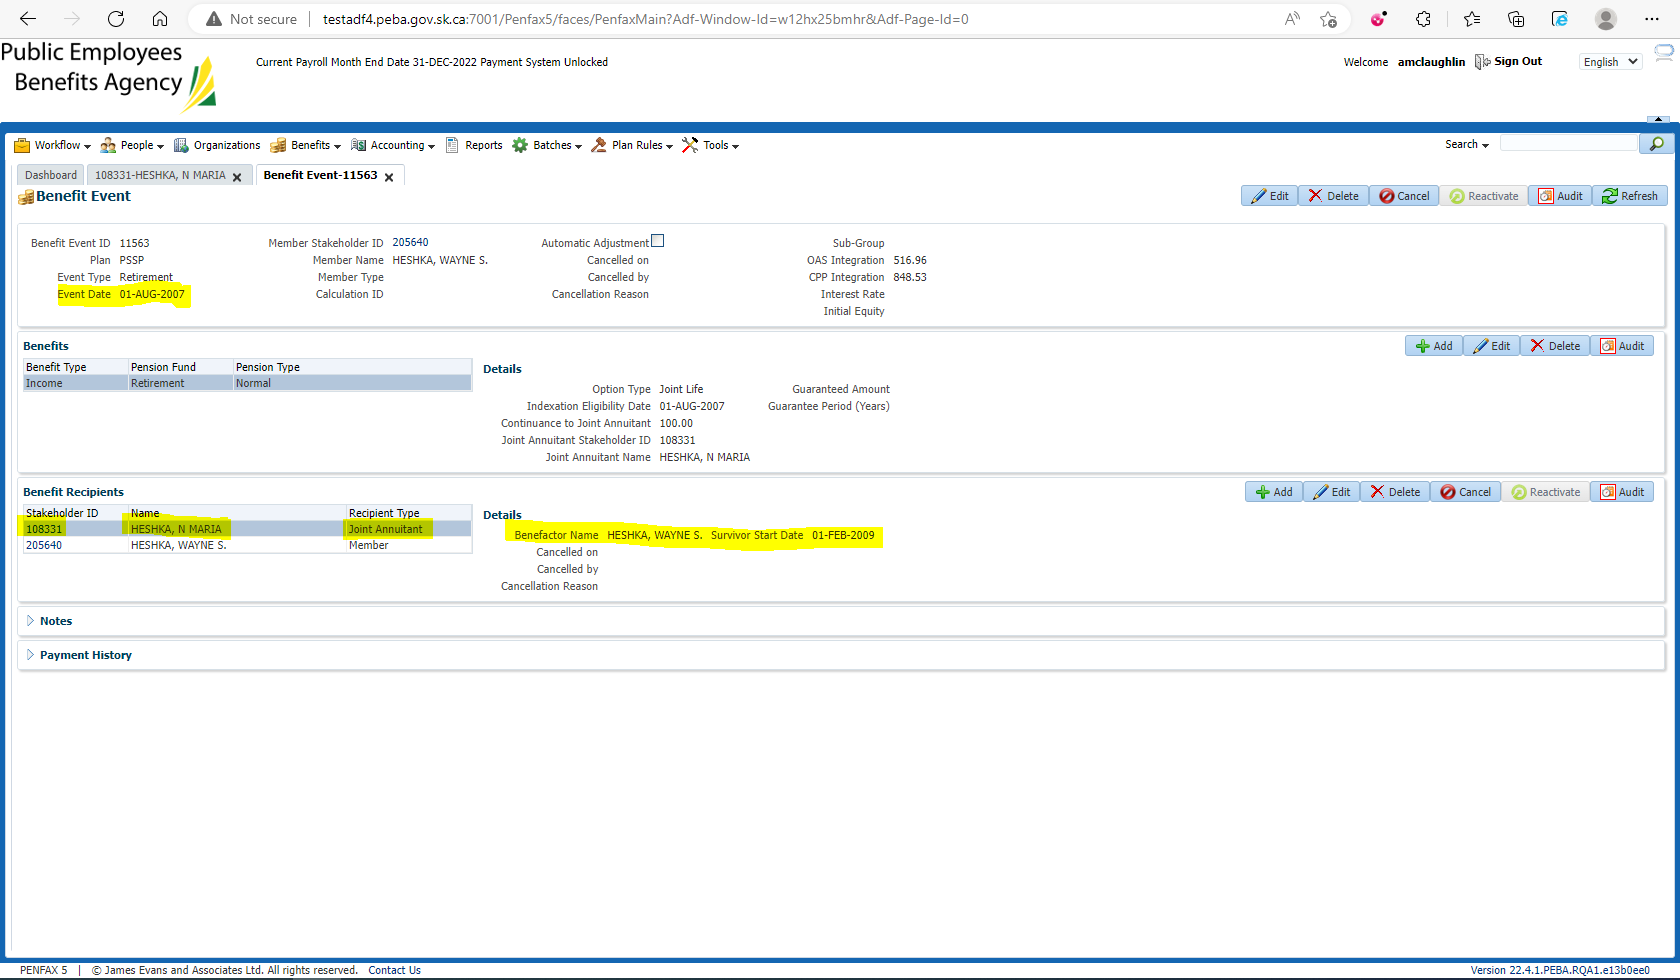 Not secure | testadf4.peba.gov.sk.ca:7001/Penfax5/faces/PenfaxMain?Adf-Window-Id=w12hx25bmhr&Adf-Page-Id=0
Public Employees
Benefits Agency
Current Payroll Month End Date 31-DEC-2022 Payment System Unlocked
Welcome amclaughlin Sign Out English
Workflow People Organizations Benefits Accounting Reports Batches Plan Rules Tools Search
Dashboard 108331-HESHKA, N MARIA Benefit Event-11563
Benefit Event Edit Delete Cancel Reactivate Audit Refresh
Benefit Event ID 11563 Member Stakeholder ID 205640 Automatic Adjustment Sub-Group
Plan PSSP Member Name HESHKA, WAYNE S. Cancelled on OAS Integration 516.96
Event Type Retirement Member Type Cancelled by CPP Integration 848.53
Event Date 01-AUG-2007 Calculation ID Cancellation Reason Interest Rate
Initial Equity
Benefits Add Edit Delete Audit
Benefit Type Pension Fund Pension Type
Income Retirement Normal
Details
Option Type Joint Life Guaranteed Amount
Indexation Eligibility Date 01-AUG-2007 Guarantee Period (Years)
Continuance to Joint Annuitant 100.00
Joint Annuitant Stakeholder ID 108331
Joint Annuitant Name HESHKA, N MARIA
Benefit Recipients Add Edit Delete Cancel Reactivate Audit
Stakeholder ID Name Recipient Type
108331 HESHKA, N MARIA Joint Annuitant
205640 HESHKA, WAYNE S. Member
Details
Benefactor Name HESHKA, WAYNE S. Survivor Start Date 01-FEB-2009
Cancelled on
Cancelled by
Cancellation Reason
Notes
Payment History
PENFAX 5 | © James Evans and Associates Ltd. All rights reserved. Contact Us Version 22.4.1.PEBA.RQA1.e13b0ee0